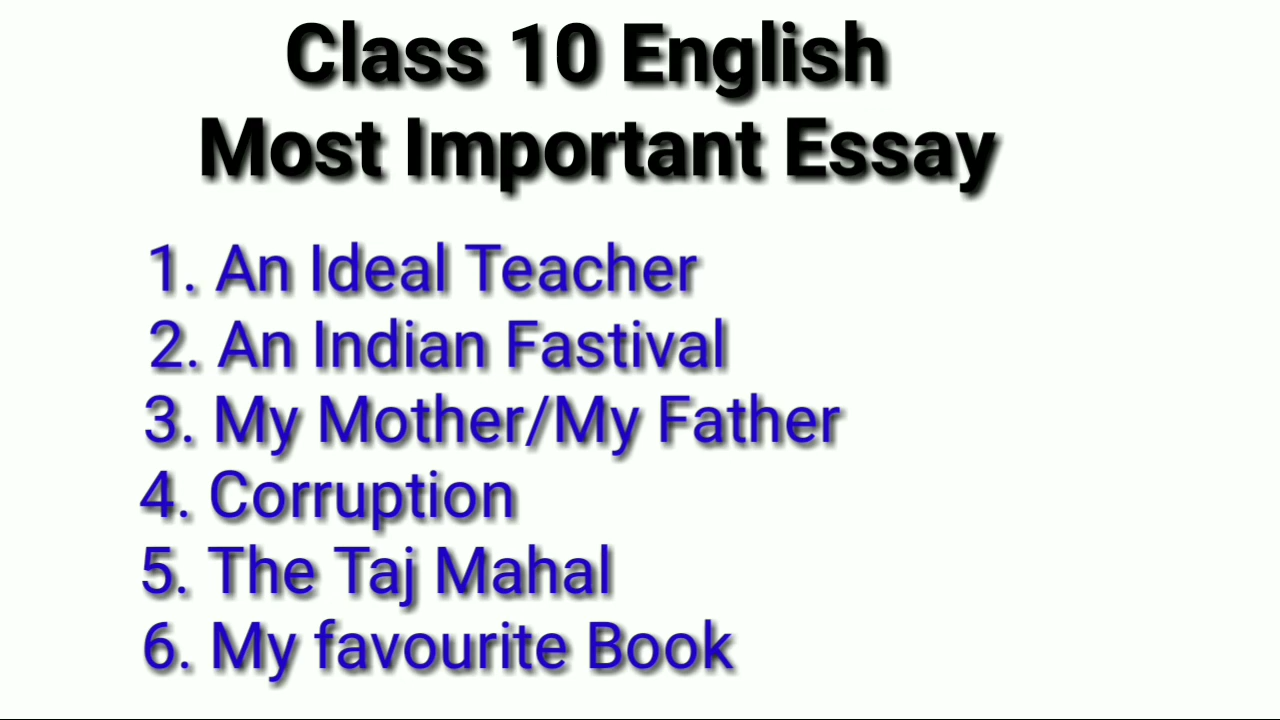 Class 10 English
Most Important Essay
1. An Ideal Teacher
2. An Indian Fastival
3. My Mother/My Father
4. Corruption
5. The Taj Mahal
6. My favourite Book